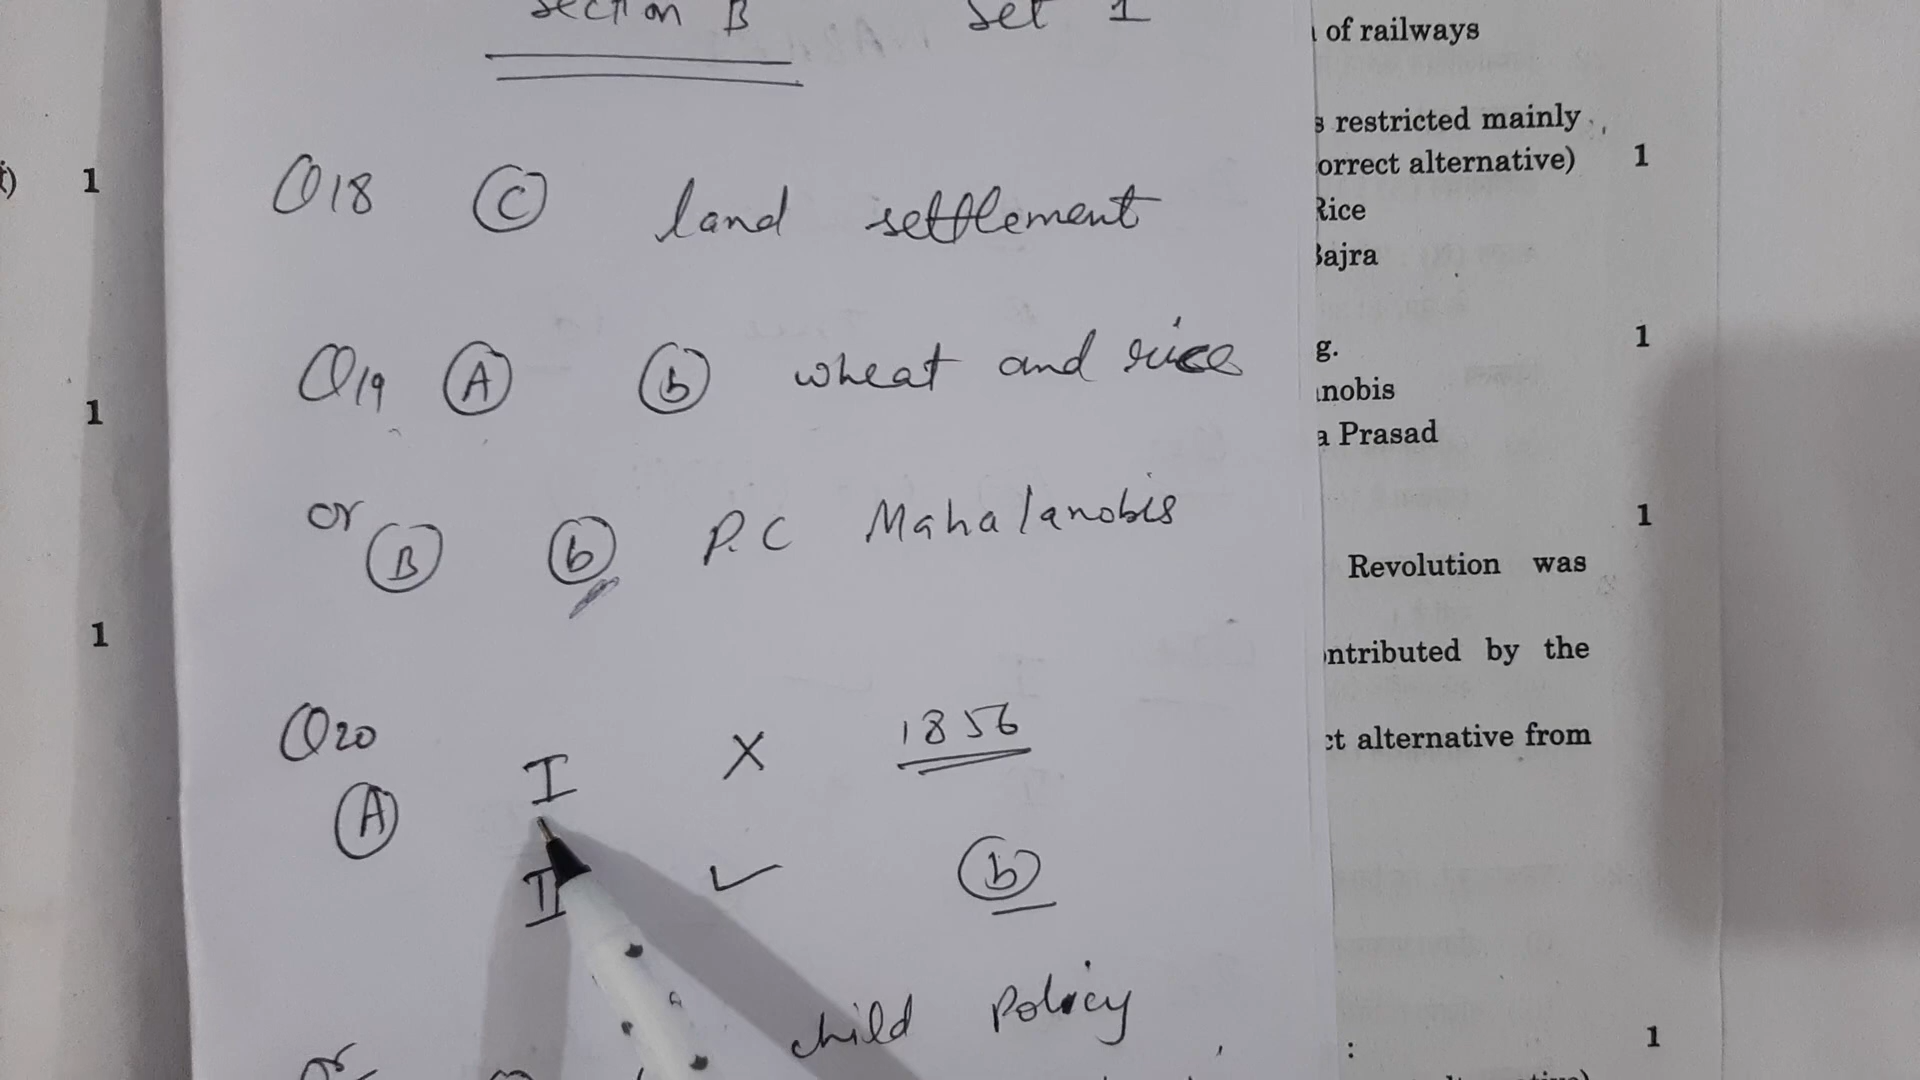 Section B Set 1
Q18 (C) land settlement
Q19 (A) (b) wheat and rice
or (B) (b) P.C Mahalanobis
Q20 (A) I X 1856
II ✓ (b)
child policy
or
of railways
restricted mainly
orrect alternative) 1
Rice
Bajra
g. 1
nobis
a Prasad
1
Revolution was
ntributed by the
ct alternative from
: 1
1
1
1